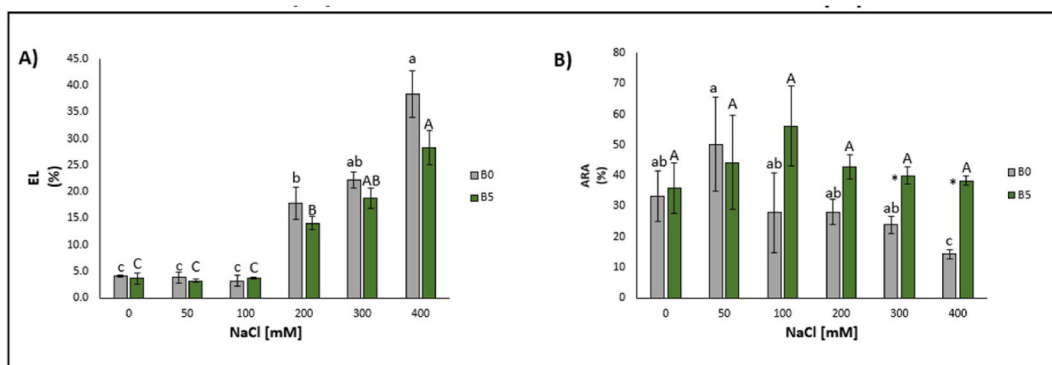 A)
45.0
40.0
35.0
30.0
25.0
20.0
15.0
10.0
5.0
0.0
EL
(%)
c C c C c C b B ab AB a A
0 50 100 200 300 400
NaCl [mM]
B0
B5
B)
80
70
60
50
40
30
20
10
0
ARA
(%)
ab A a A ab A ab A ab * A c * A
0 50 100 200 300 400
NaCl [mM]
B0
B5